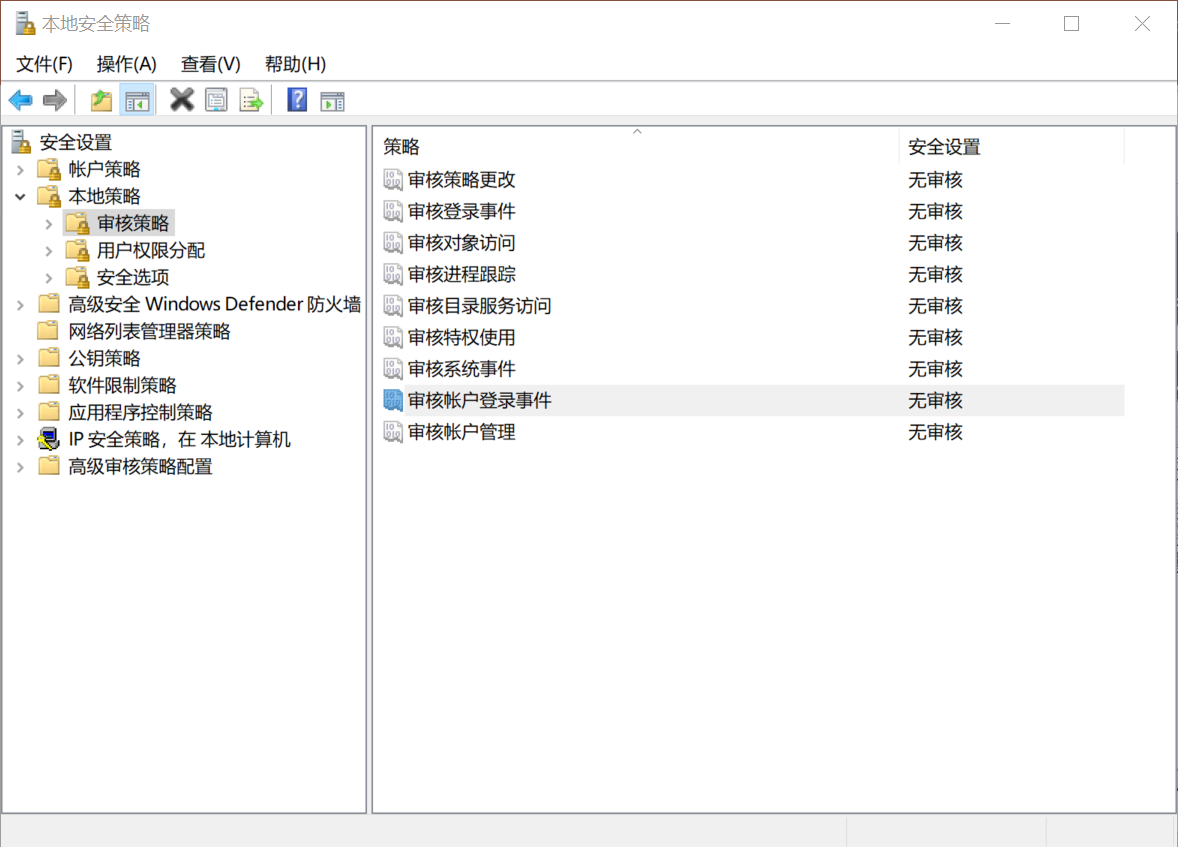 本地安全策略
文件(F) 操作(A) 查看(V) 帮助(H)
安全设置
帐户策略
本地策略
审核策略
用户权限分配
安全选项
高级安全 Windows Defender 防火墙
网络列表管理器策略
公钥策略
软件限制策略
应用程序控制策略
IP 安全策略，在 本地计算机
高级审核策略配置
策略 安全设置
审核策略更改 无审核
审核登录事件 无审核
审核对象访问 无审核
审核进程跟踪 无审核
审核目录服务访问 无审核
审核特权使用 无审核
审核系统事件 无审核
审核帐户登录事件 无审核
审核帐户管理 无审核